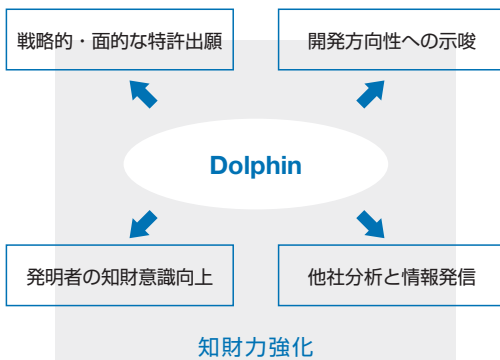 戦略的・面的な特許出願
開発方向性への示唆
Dolphin
発明者の知財意識向上
他社分析と情報発信
知財力強化